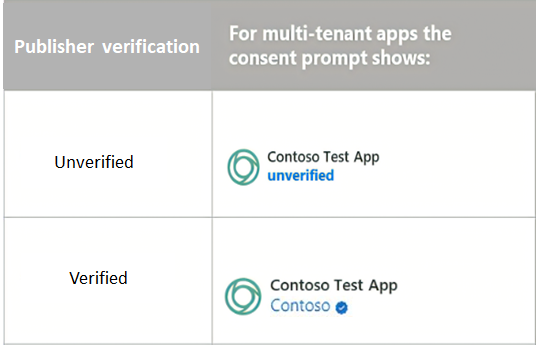 Publisher verification
For multi-tenant apps the
consent prompt shows:
Unverified
Contoso Test App
unverified
Verified
Contoso Test App
Contoso